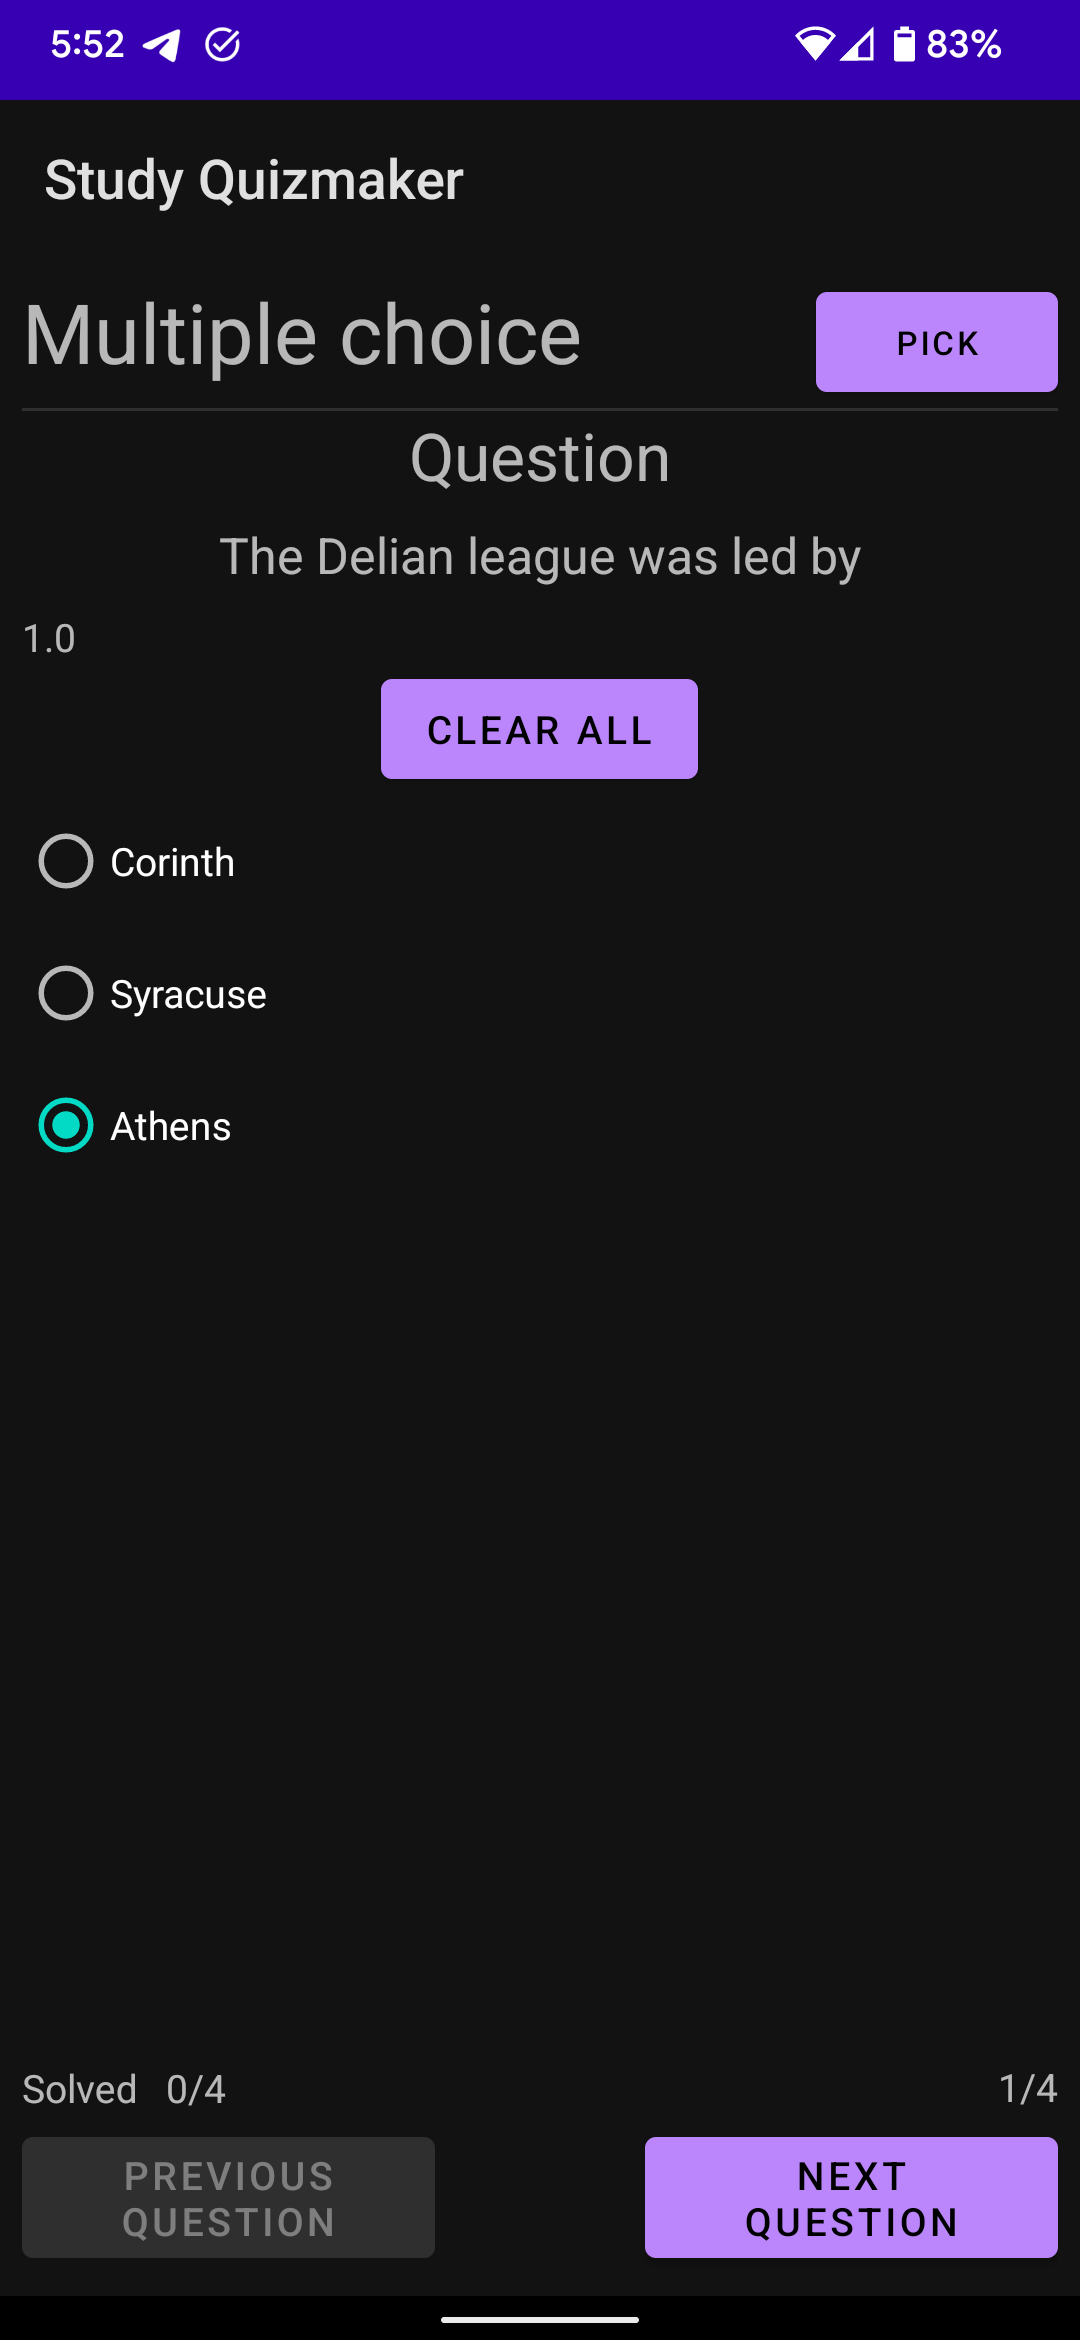 5:52 83%
Study Quizmaker
Multiple choice
PICK
Question
The Delian league was led by
1.0
CLEAR ALL
Corinth
Syracuse
Athens
Solved 0/4 1/4
PREVIOUS
QUESTION
NEXT
QUESTION